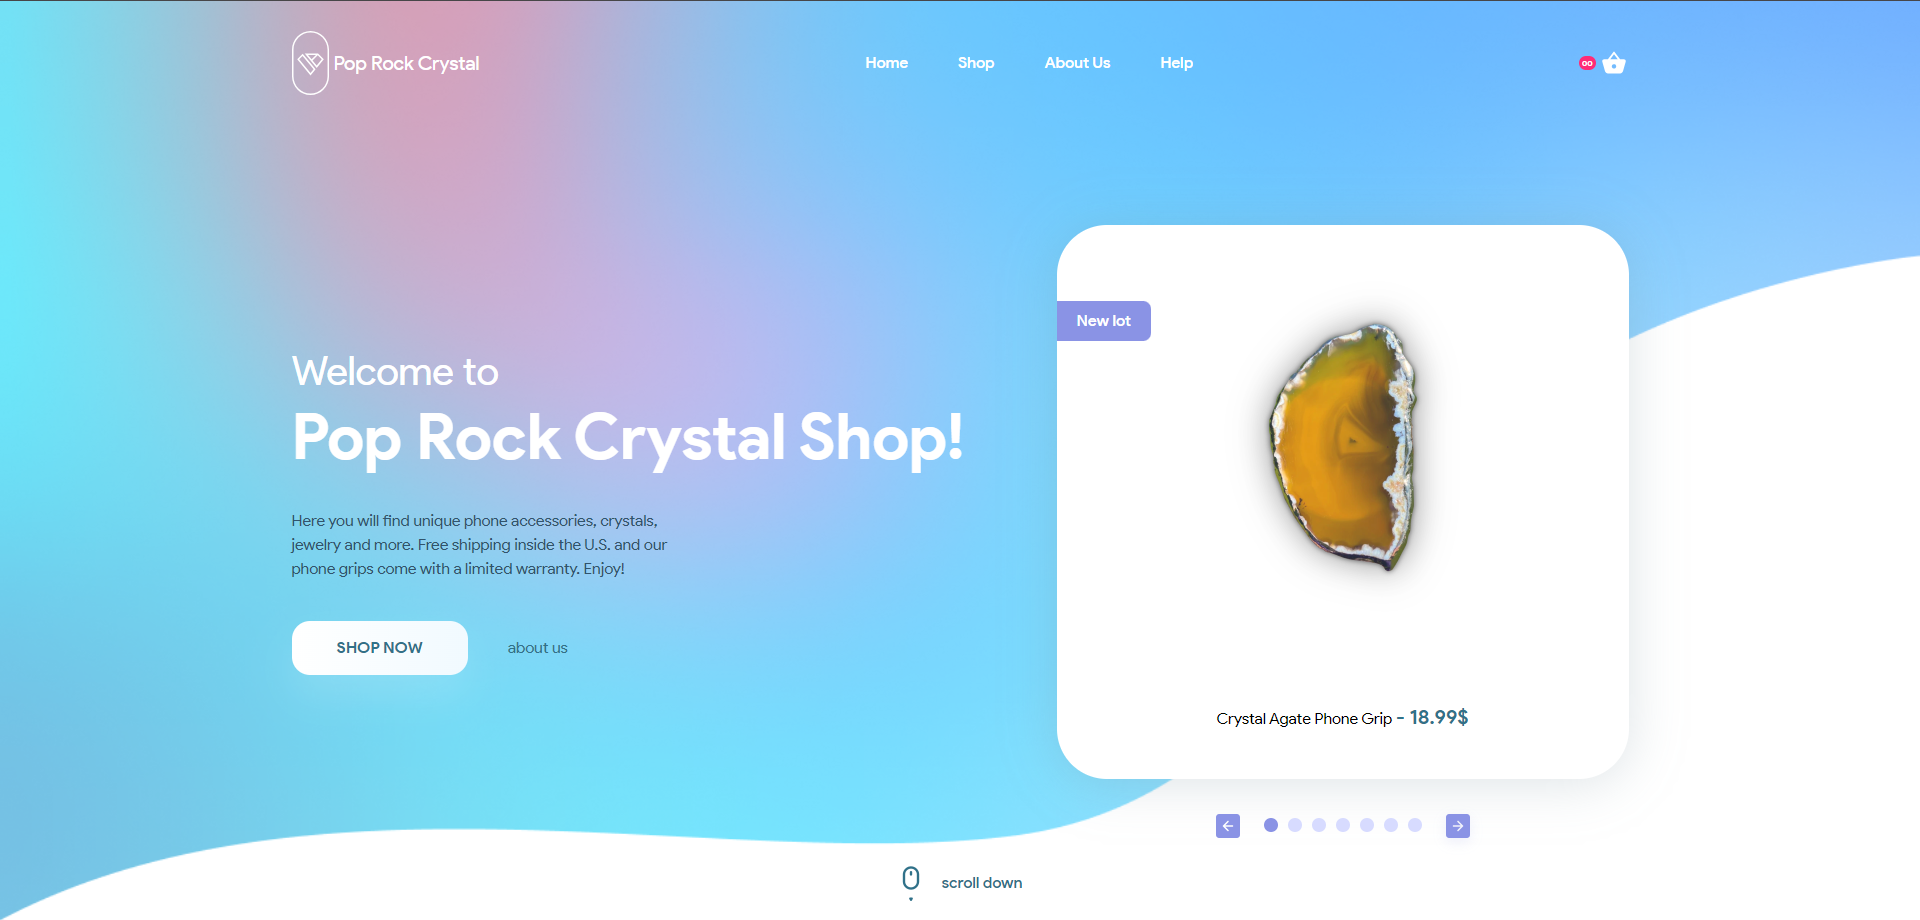 Pop Rock Crystal
Home
Shop
About Us
Help
00
Welcome to
Pop Rock Crystal Shop!
Here you will find unique phone accessories, crystals,
jewelry and more. Free shipping inside the U.S. and our
phone grips come with a limited warranty. Enjoy!
SHOP NOW
about us
New lot
Crystal Agate Phone Grip - 18.99$
scroll down